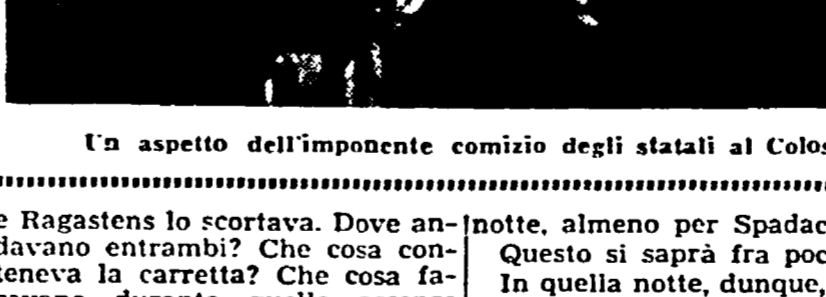 Un aspetto dell'imponente comizio degli statali al Colos
e Ragastens lo scortava. Dove an-
davano entrambi? Che cosa con-
teneva la carretta? Che cosa fa-
notte, almeno per Spadac
Questo si saprà fra poc
In quella notte, dunque,